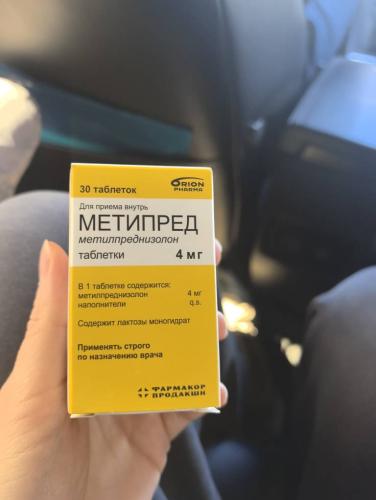 30 таблеток
ORION
PHARMA
Для приема внутрь
МЕТИПРЕД
метилпреднизолон
таблетки 4 мг
В 1 таблетке содержится:
метилпреднизолон 4 мг
наполнители q.s.
Содержит лактозы моногидрат
Применять строго
по назначению врача
ФАРМАКОР
ПРОДАКШН